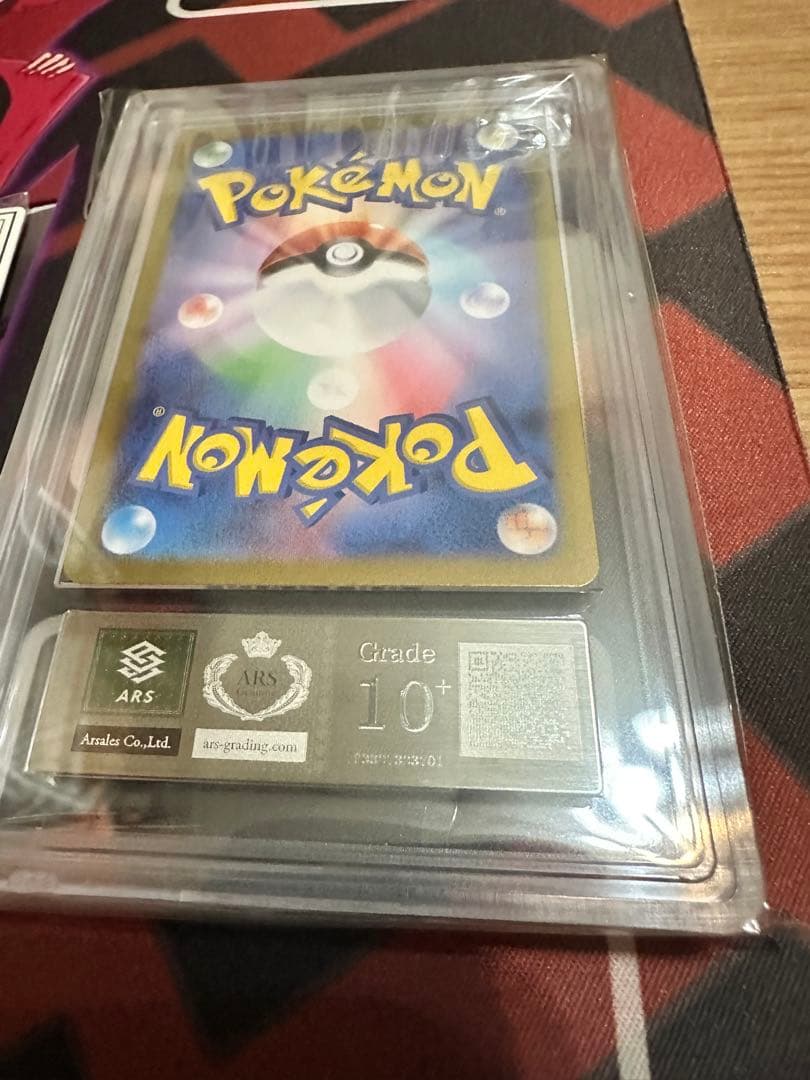 POKéMON
®
®
POKéMON
ARS
ARS
Grade
10+
Arsales Co.,Ltd.
ars-grading.com